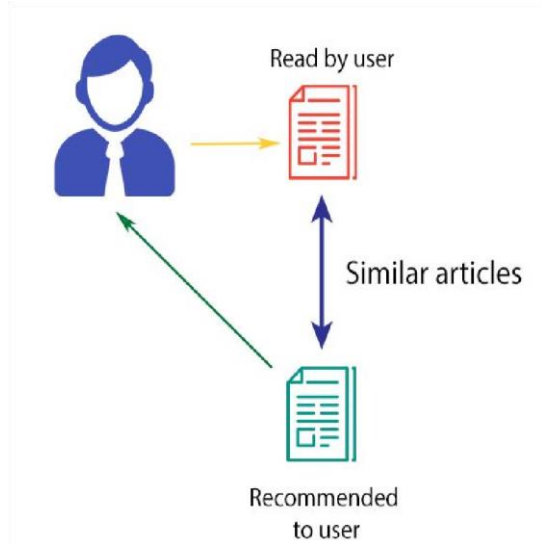 Read by user
Similar articles
Recommended
to user